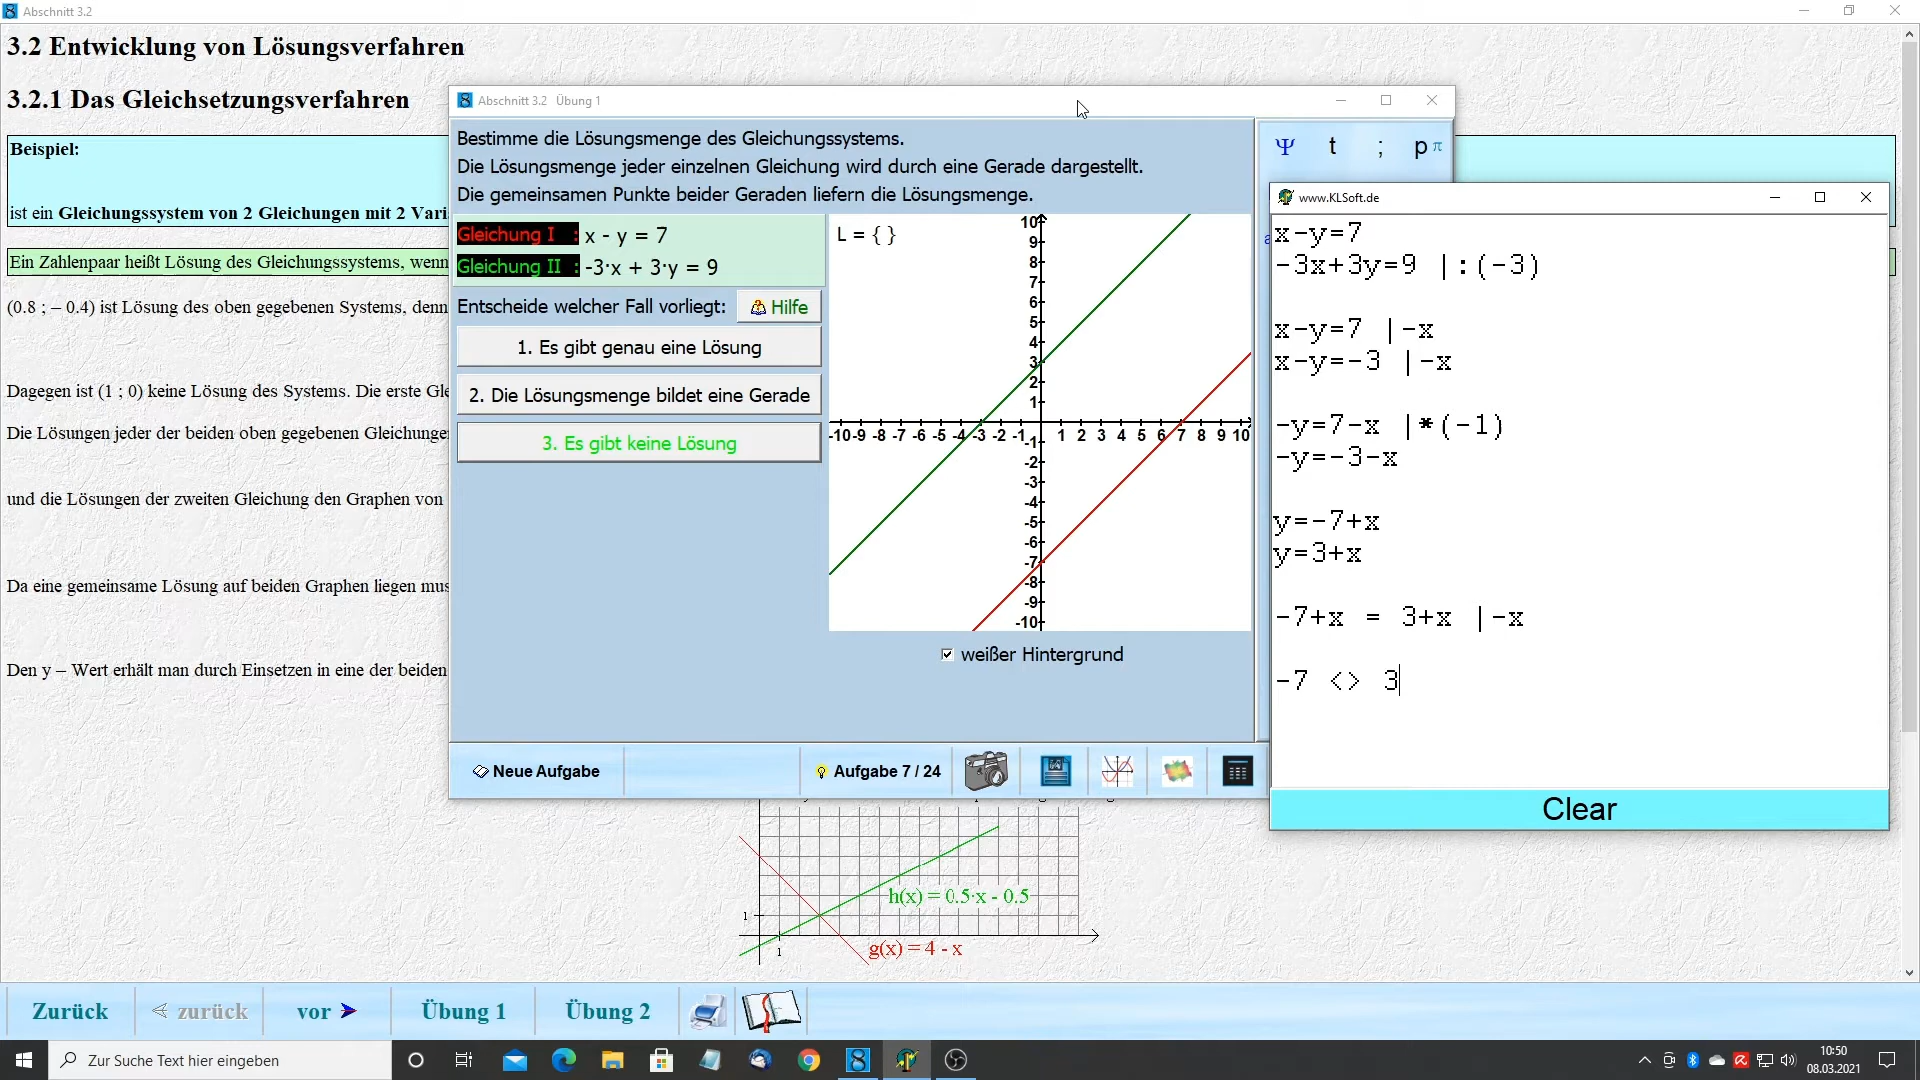 Abschnitt 3.2
3.2 Entwicklung von Lösungsverfahren
3.2.1 Das Gleichsetzungsverfahren
Beispiel:
ist ein Gleichungssystem von 2 Gleichungen mit 2 Vari
Ein Zahlenpaar heißt Lösung des Gleichungssystems, wenn
(0.8 ; – 0.4) ist Lösung des oben gegebenen Systems, denn
Dagegen ist (1 ; 0) keine Lösung des Systems. Die erste Gle
Die Lösungen jeder der beiden oben gegebenen Gleichungen
und die Lösungen der zweiten Gleichung den Graphen von
Da eine gemeinsame Lösung auf beiden Graphen liegen mus
Den y – Wert erhält man durch Einsetzen in eine der beiden
Abschnitt 3.2 Übung 1
Bestimme die Lösungsmenge des Gleichungssystems.
Die Lösungsmenge jeder einzelnen Gleichung wird durch eine Gerade dargestellt.
Die gemeinsamen Punkte beider Geraden liefern die Lösungsmenge.
Gleichung I : x - y = 7
Gleichung II : -3·x + 3·y = 9
Entscheide welcher Fall vorliegt: Hilfe
1. Es gibt genau eine Lösung
2. Die Lösungsmenge bildet eine Gerade
3. Es gibt keine Lösung
L = { }
10
9
8
7
6
5
4
3
2
1
-10 -9 -8 -7 -6 -5 -4 -3 -2 -1 1 2 3 4 5 6 7 8 9 10
-1
-2
-3
-4
-5
-6
-7
-8
-9
-10
weißer Hintergrund
Neue Aufgabe
Aufgabe 7 / 24
Ψ t ; p π
www.KLSoft.de
x-y=7
-3x+3y=9 |:(-3)
x-y=7 |-x
x-y=-3 |-x
-y=7-x |*(-1)
-y=-3-x
y=-7+x
y=3+x
-7+x = 3+x |-x
-7 <> 3
Clear
h(x) = 0.5·x - 0.5
g(x) = 4 - x
1
1
Zurück
zurück
vor
Übung 1
Übung 2
Zur Suche Text hier eingeben
10:50
08.03.2021